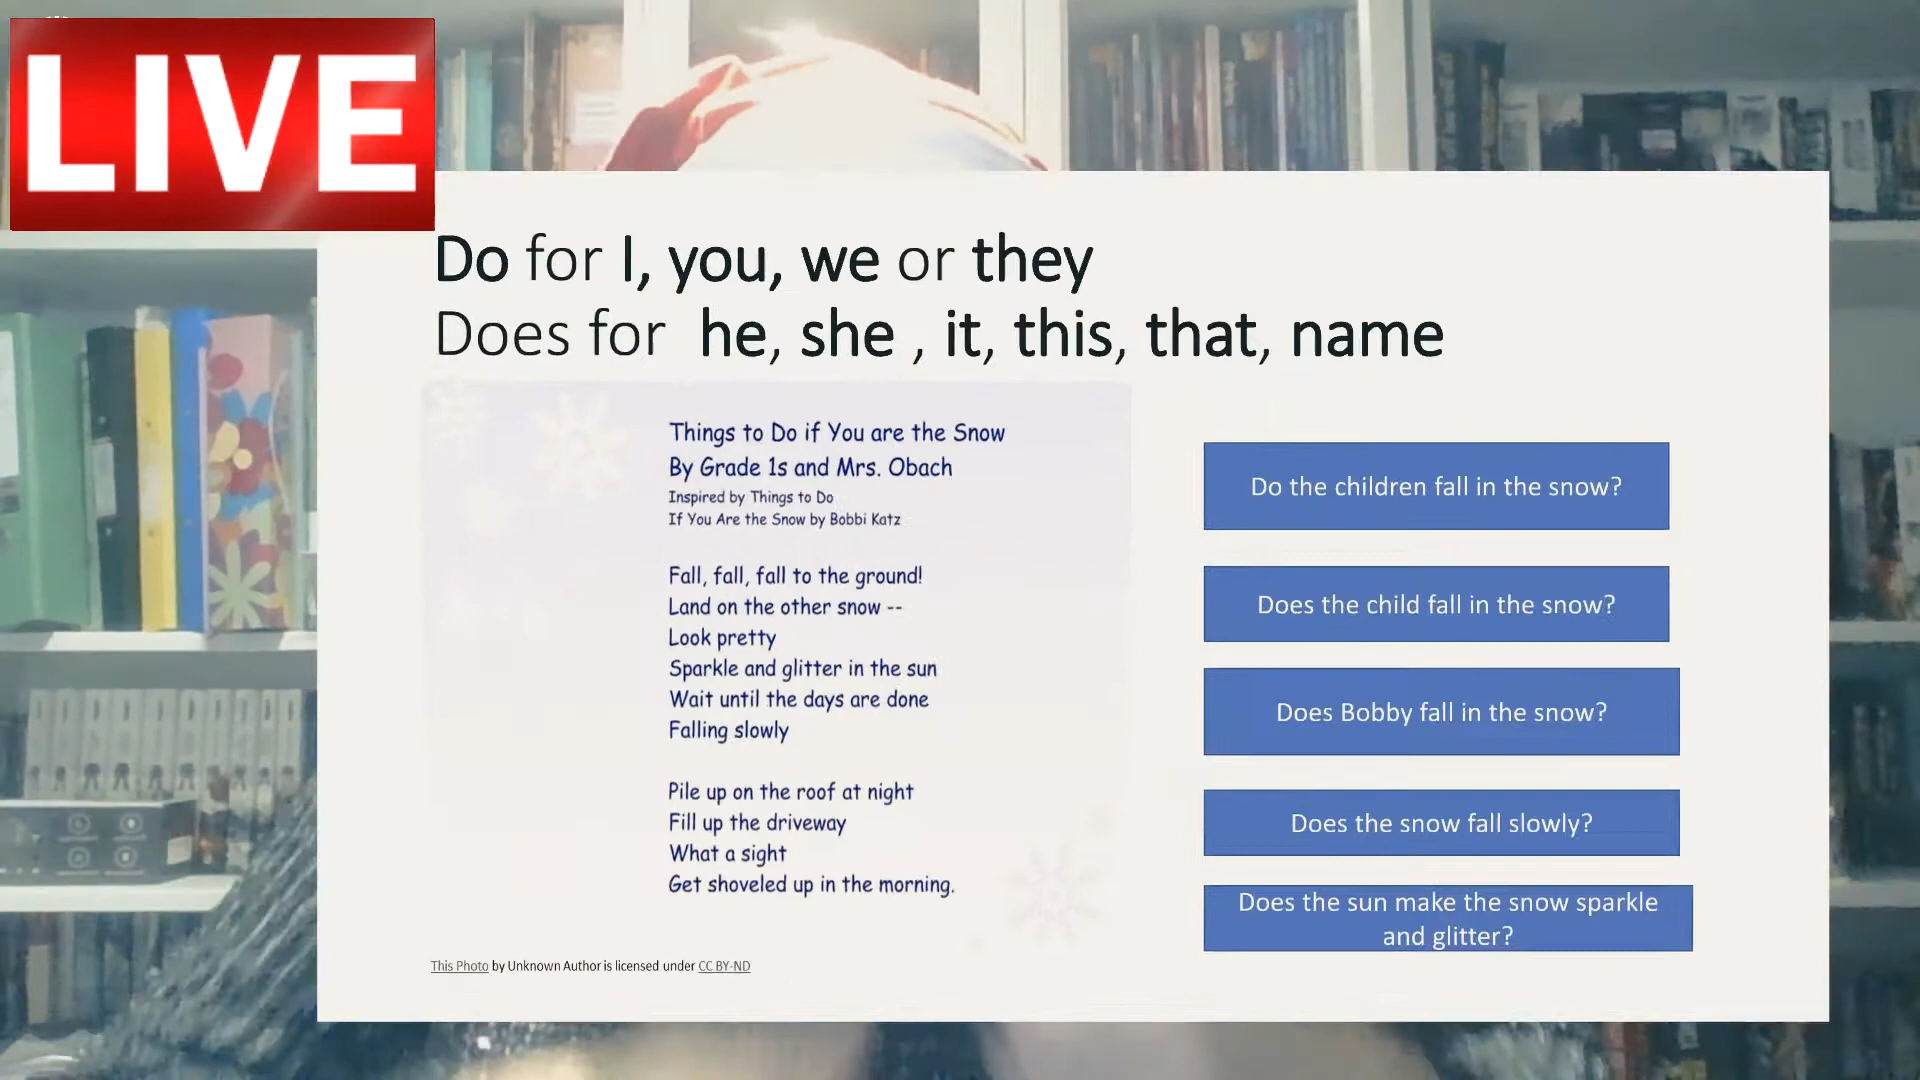 LIVE
Do for I, you, we or they
Does for he, she , it, this, that, name
Things to Do if You are the Snow
By Grade 1s and Mrs. Obach
Inspired by Things to Do
If You Are the Snow by Bobbi Katz
Fall, fall, fall to the ground!
Land on the other snow --
Look pretty
Sparkle and glitter in the sun
Wait until the days are done
Falling slowly
Pile up on the roof at night
Fill up the driveway
What a sight
Get shoveled up in the morning.
This Photo by Unknown Author is licensed under CC BY-ND
Do the children fall in the snow?
Does the child fall in the snow?
Does Bobby fall in the snow?
Does the snow fall slowly?
Does the sun make the snow sparkle
and glitter?